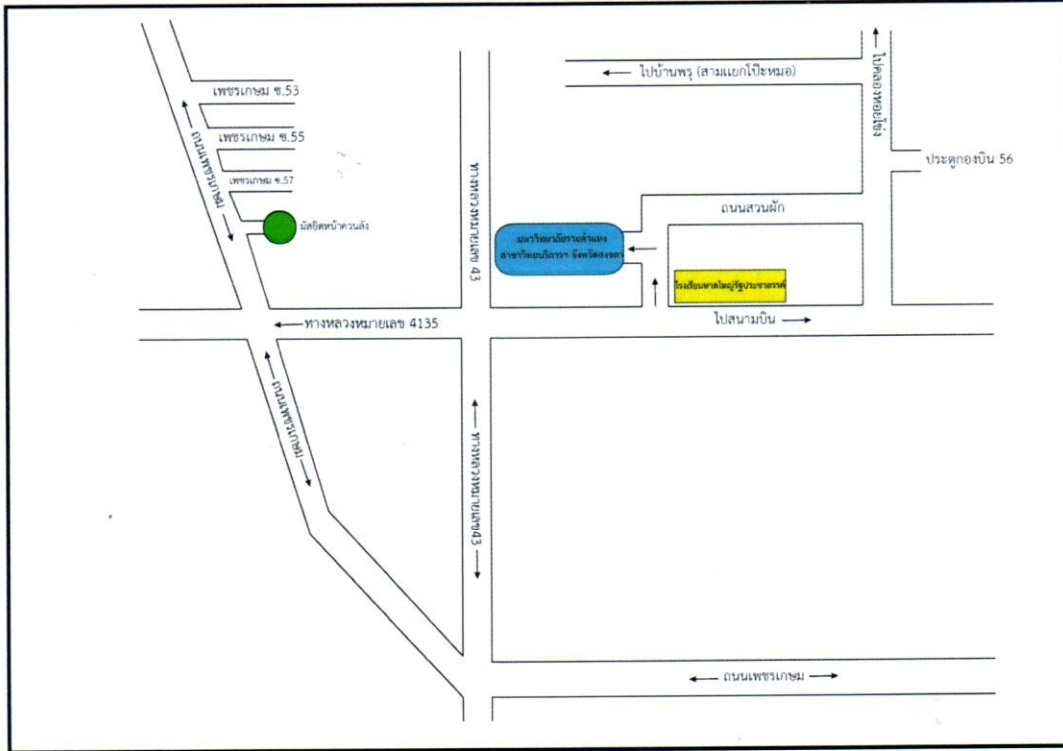 ไปบ้านพรุ (สามแยกโป๊ะหมอ)
ไปคลองหอยโข่ง
เพชรเกษม ซ.53
ถนนเพชรเกษม
เพชรเกษม ซ.55
ประตูกองบิน 56
เพชรเกษม ซ.57
ทางหลวงหมายเลข 43
ถนนสวนผัก
มัสยิดหน้าควนลัง
มหาวิทยาลัยรามคำแหง
สาขาวิทยบริการฯ จังหวัดสงขลา
โรงเรียนหาดใหญ่รัฐประชาสรรค์
ทางหลวงหมายเลข 4135
ไปสนามบิน
ถนนเพชรเกษม
ทางหลวงหมายเลข43
ถนนเพชรเกษม